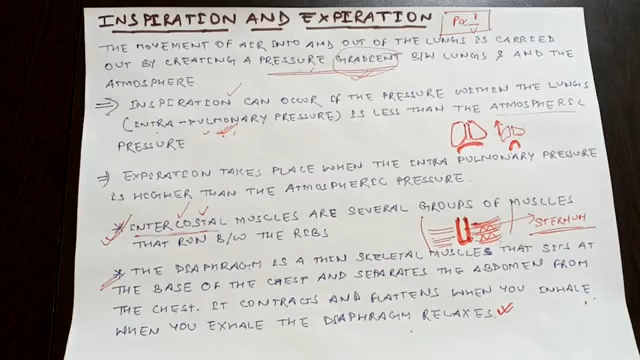 INSPIRATION AND EXPIRATION
THE MOVEMENT OF AIR INTO AND OUT OF THE LUNGS IS CARRIED
OUT BY CREATING A PRESSURE GRADIENT B/W LUNGS & AND THE
ATMOSPHERE.
⇒ INSPIRATION CAN OCCUR IF THE PRESSURE WITHIN THE LUNGS
(INTRA-PULMONARY PRESSURE) IS LESS THAN THE ATMOSPHERIC
PRESSURE
⇒ EXPIRATION TAKES PLACE WHEN THE INTRA PULMONARY PRESSURE
IS HIGHER THAN THE ATMOSPHERIC PRESSURE.
* INTERCOSTAL MUSCLES ARE SEVERAL GROUPS OF MUSCLES
THAT RUN B/W THE RIBS
STERNUM
* THE DIAPHRAGM IS A THIN SKELETAL MUSCLES THAT SITS AT
THE BASE OF THE CHEST AND SEPARATES THE ABDOMEN FROM
THE CHEST. IT CONTRACTS AND FLATTENS WHEN YOU INHALE
WHEN YOU EXHALE THE DIAPHRAGM RELAXES.